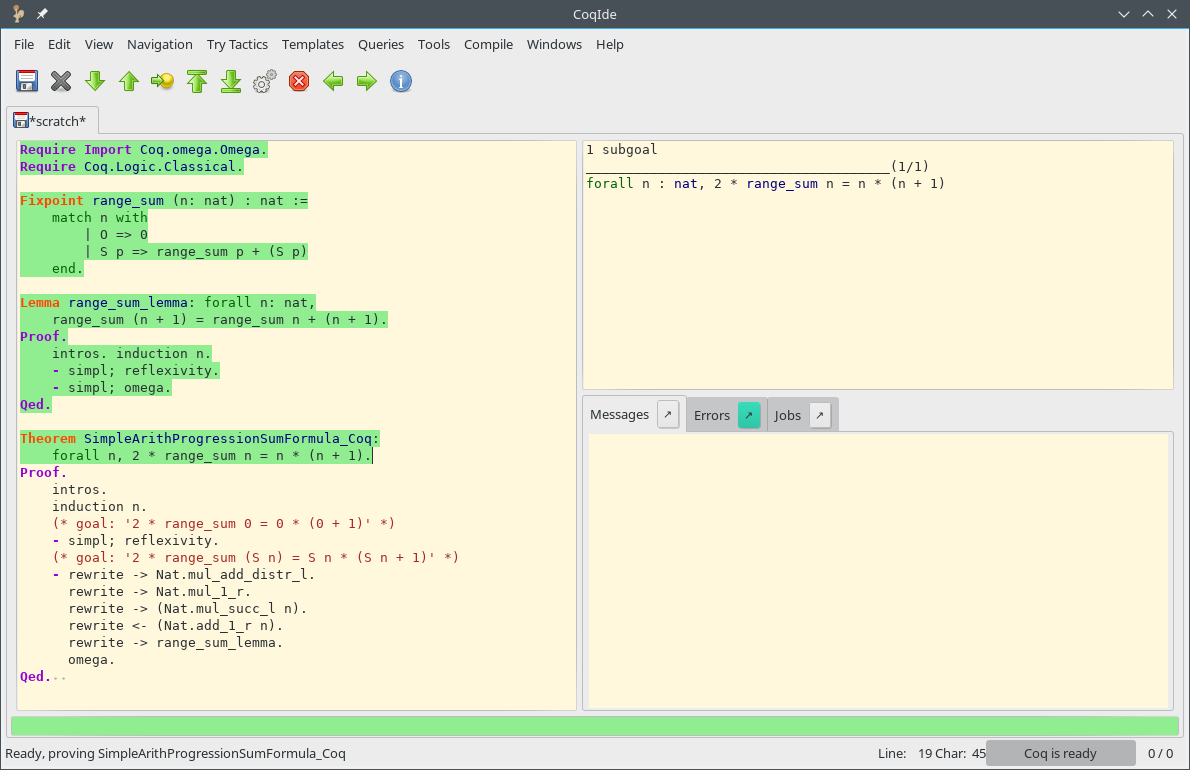 CoqIde
File Edit View Navigation Try Tactics Templates Queries Tools Compile Windows Help
*scratch*
Require Import Coq.omega.Omega.
Require Coq.Logic.Classical.
Fixpoint range_sum (n: nat) : nat :=
    match n with
        | O => 0
        | S p => range_sum p + (S p)
    end.
Lemma range_sum_lemma: forall n: nat,
    range_sum (n + 1) = range_sum n + (n + 1).
Proof.
    intros. induction n.
    - simpl; reflexivity.
    - simpl; omega.
Qed.
Theorem SimpleArithProgressionSumFormula_Coq:
    forall n, 2 * range_sum n = n * (n + 1).
Proof.
    intros.
    induction n.
    (* goal: '2 * range_sum 0 = 0 * (0 + 1)' *)
    - simpl; reflexivity.
    (* goal: '2 * range_sum (S n) = S n * (S n + 1)' *)
    - rewrite -> Nat.mul_add_distr_l.
      rewrite -> Nat.mul_1_r.
      rewrite -> (Nat.mul_succ_l n).
      rewrite <- (Nat.add_1_r n).
      rewrite -> range_sum_lemma.
      omega.
Qed.
1 subgoal
______________________________________(1/1)
forall n : nat, 2 * range_sum n = n * (n + 1)
Messages Errors Jobs
Ready, proving SimpleArithProgressionSumFormula_Coq
Line: 19 Char: 45 Coq is ready 0 / 0